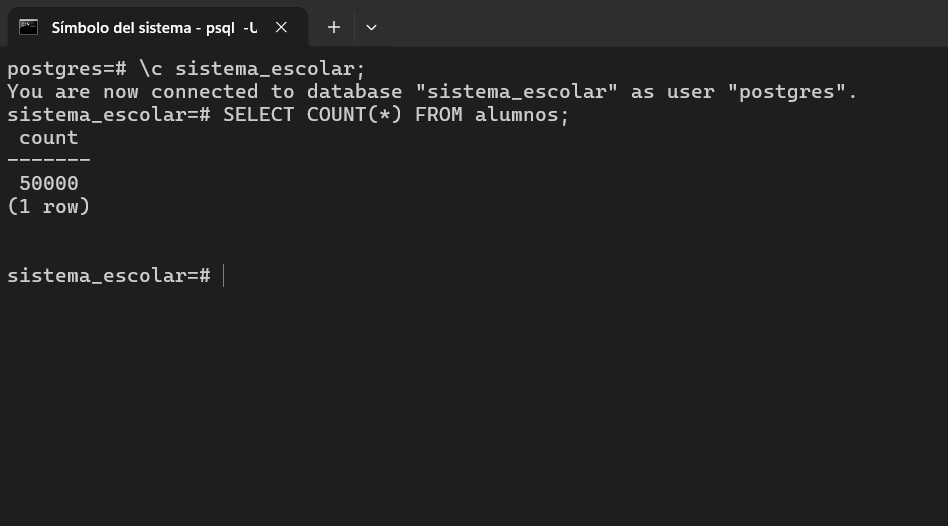 Símbolo del sistema - psql -U
postgres=# \c sistema_escolar;
You are now connected to database "sistema_escolar" as user "postgres".
sistema_escolar=# SELECT COUNT(*) FROM alumnos;
count
-------
50000
(1 row)
sistema_escolar=#